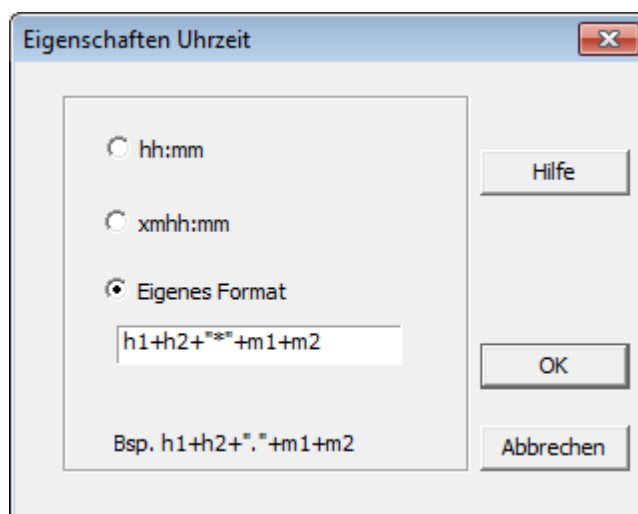 Eigenschaften Uhrzeit
hh:mm
Hilfe
xmhh:mm
Eigenes Format
h1+h2+"*"+m1+m2
OK
Bsp. h1+h2+"."+m1+m2
Abbrechen